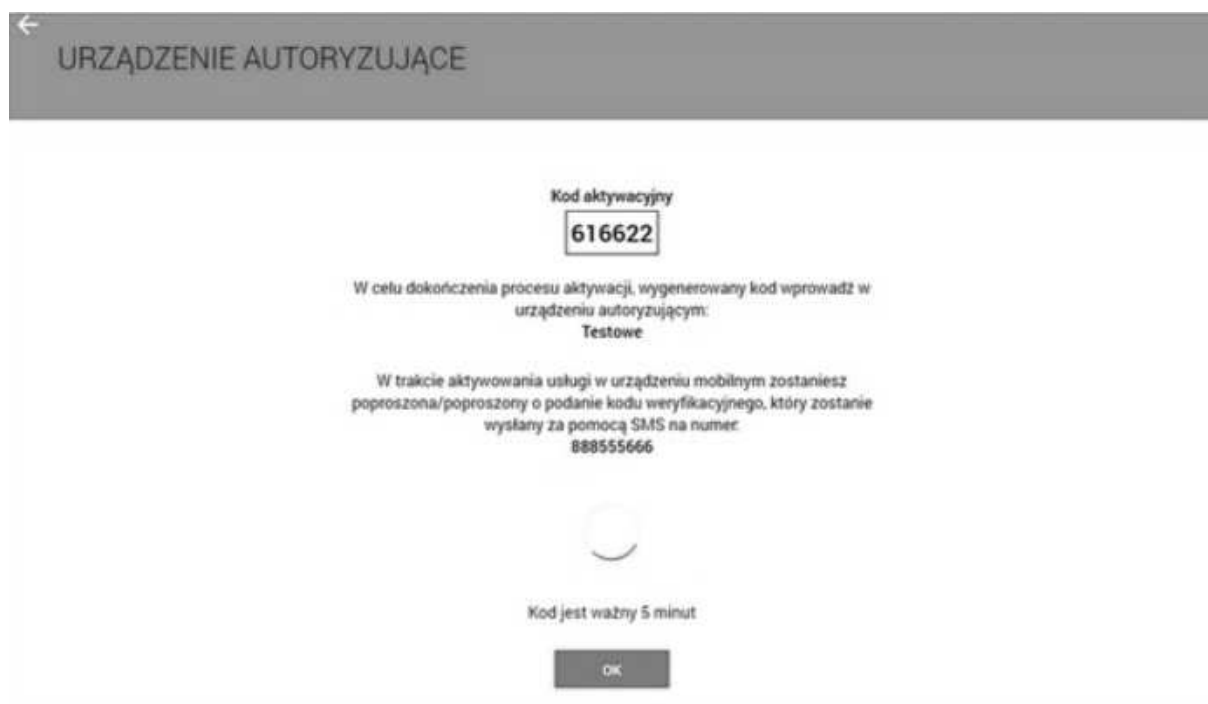 URZĄDZENIE AUTORYZUJĄCE
Kod aktywacyjny
616622
W celu dokończenia procesu aktywacji, wygenerowany kod wprowadź w
urządzeniu autoryzującym:
Testowe
W trakcie aktywowania usługi w urządzeniu mobilnym zostaniesz
poproszona/poproszony o podanie kodu weryfikacyjnego, który zostanie
wysłany za pomocą SMS na numer:
888555666
Kod jest ważny 5 minut
OK